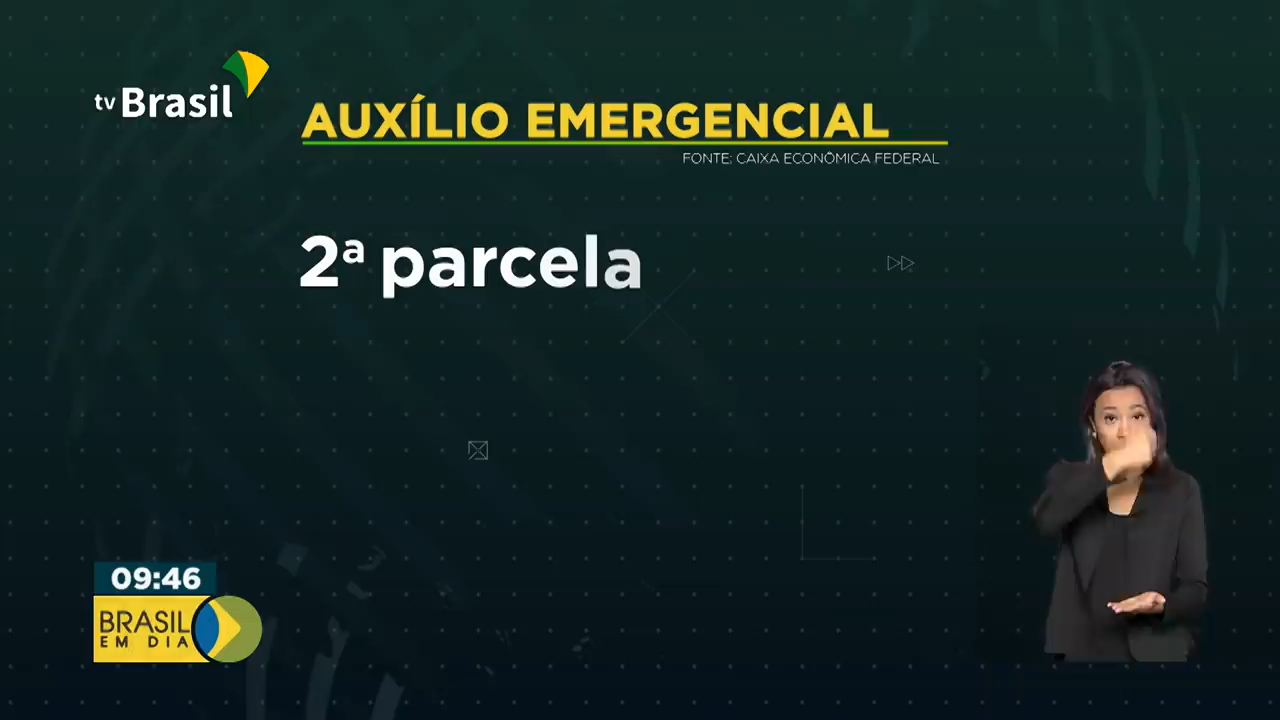 tv Brasil
AUXÍLIO EMERGENCIAL
FONTE: CAIXA ECONÔMICA FEDERAL
2ª parcela
09:46
BRASIL
EM DIA